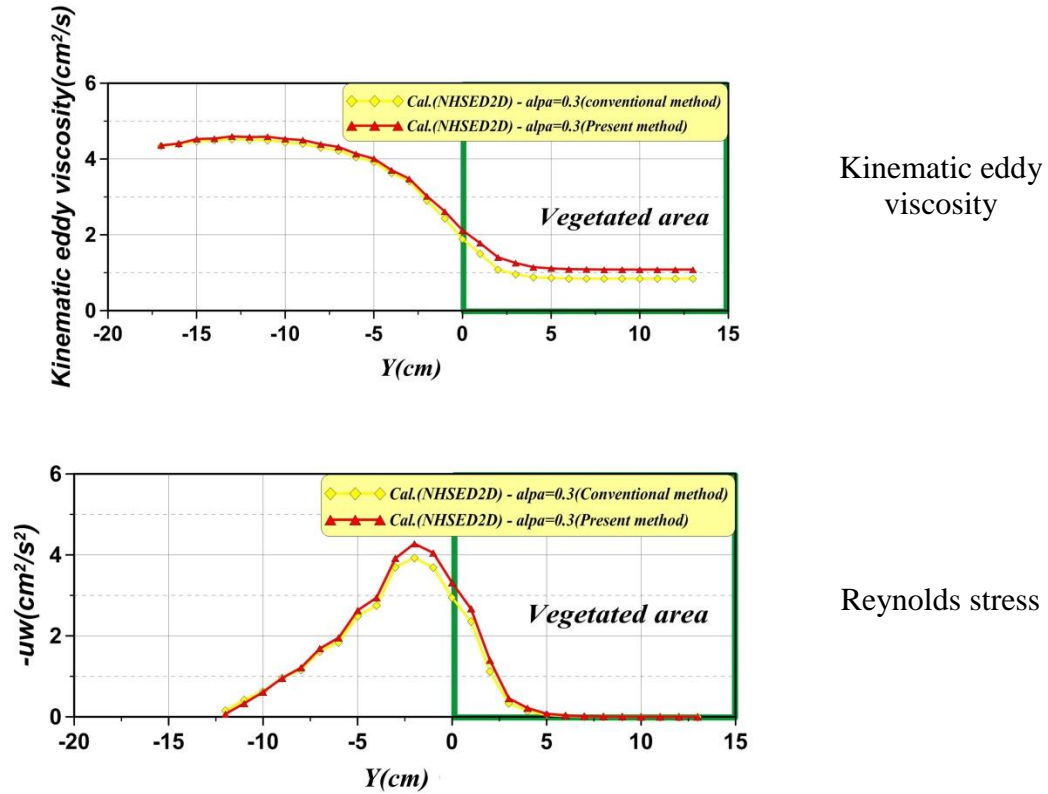 Kinematic eddy viscosity(cm²/s)
6
4
2
0
Cal.(NHSED2D) - alpa=0.3(conventional method)
Cal.(NHSED2D) - alpa=0.3(Present method)
Vegetated area
-20 -15 -10 -5 0 5 10 15
Y(cm)
Kinematic eddy
viscosity
-uw(cm²/s²)
6
4
2
0
Cal.(NHSED2D) - alpa=0.3(Conventional method)
Cal.(NHSED2D) - alpa=0.3(Present method)
Vegetated area
-20 -15 -10 -5 0 5 10 15
Y(cm)
Reynolds stress